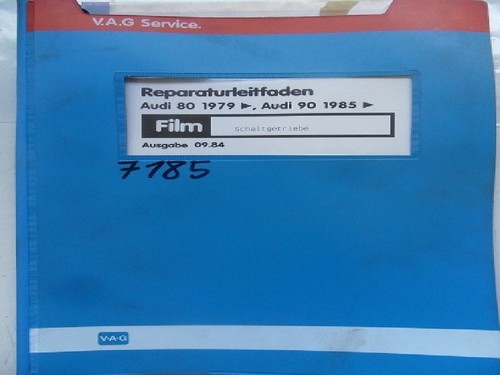 V.A.G Service.
Reparaturleitfaden
Audi 80 1979 ►, Audi 90 1985 ►
Film Schaltgetriebe
Ausgabe 09.84
7185
V·A·G